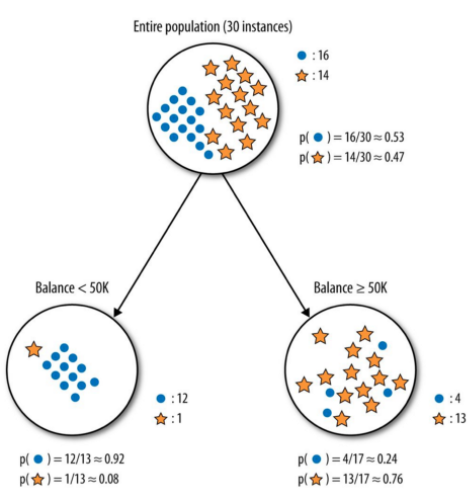 Entire population (30 instances)
● : 16
☆ : 14
p( ● ) = 16/30 ≈ 0.53
p(☆) = 14/30 ≈ 0.47
Balance < 50K
Balance ≥ 50K
● : 12
☆ : 1
● : 4
☆ : 13
p( ● ) = 12/13 ≈ 0.92
p(☆) = 1/13 ≈ 0.08
p( ● ) = 4/17 ≈ 0.24
p(☆) = 13/17 ≈ 0.76